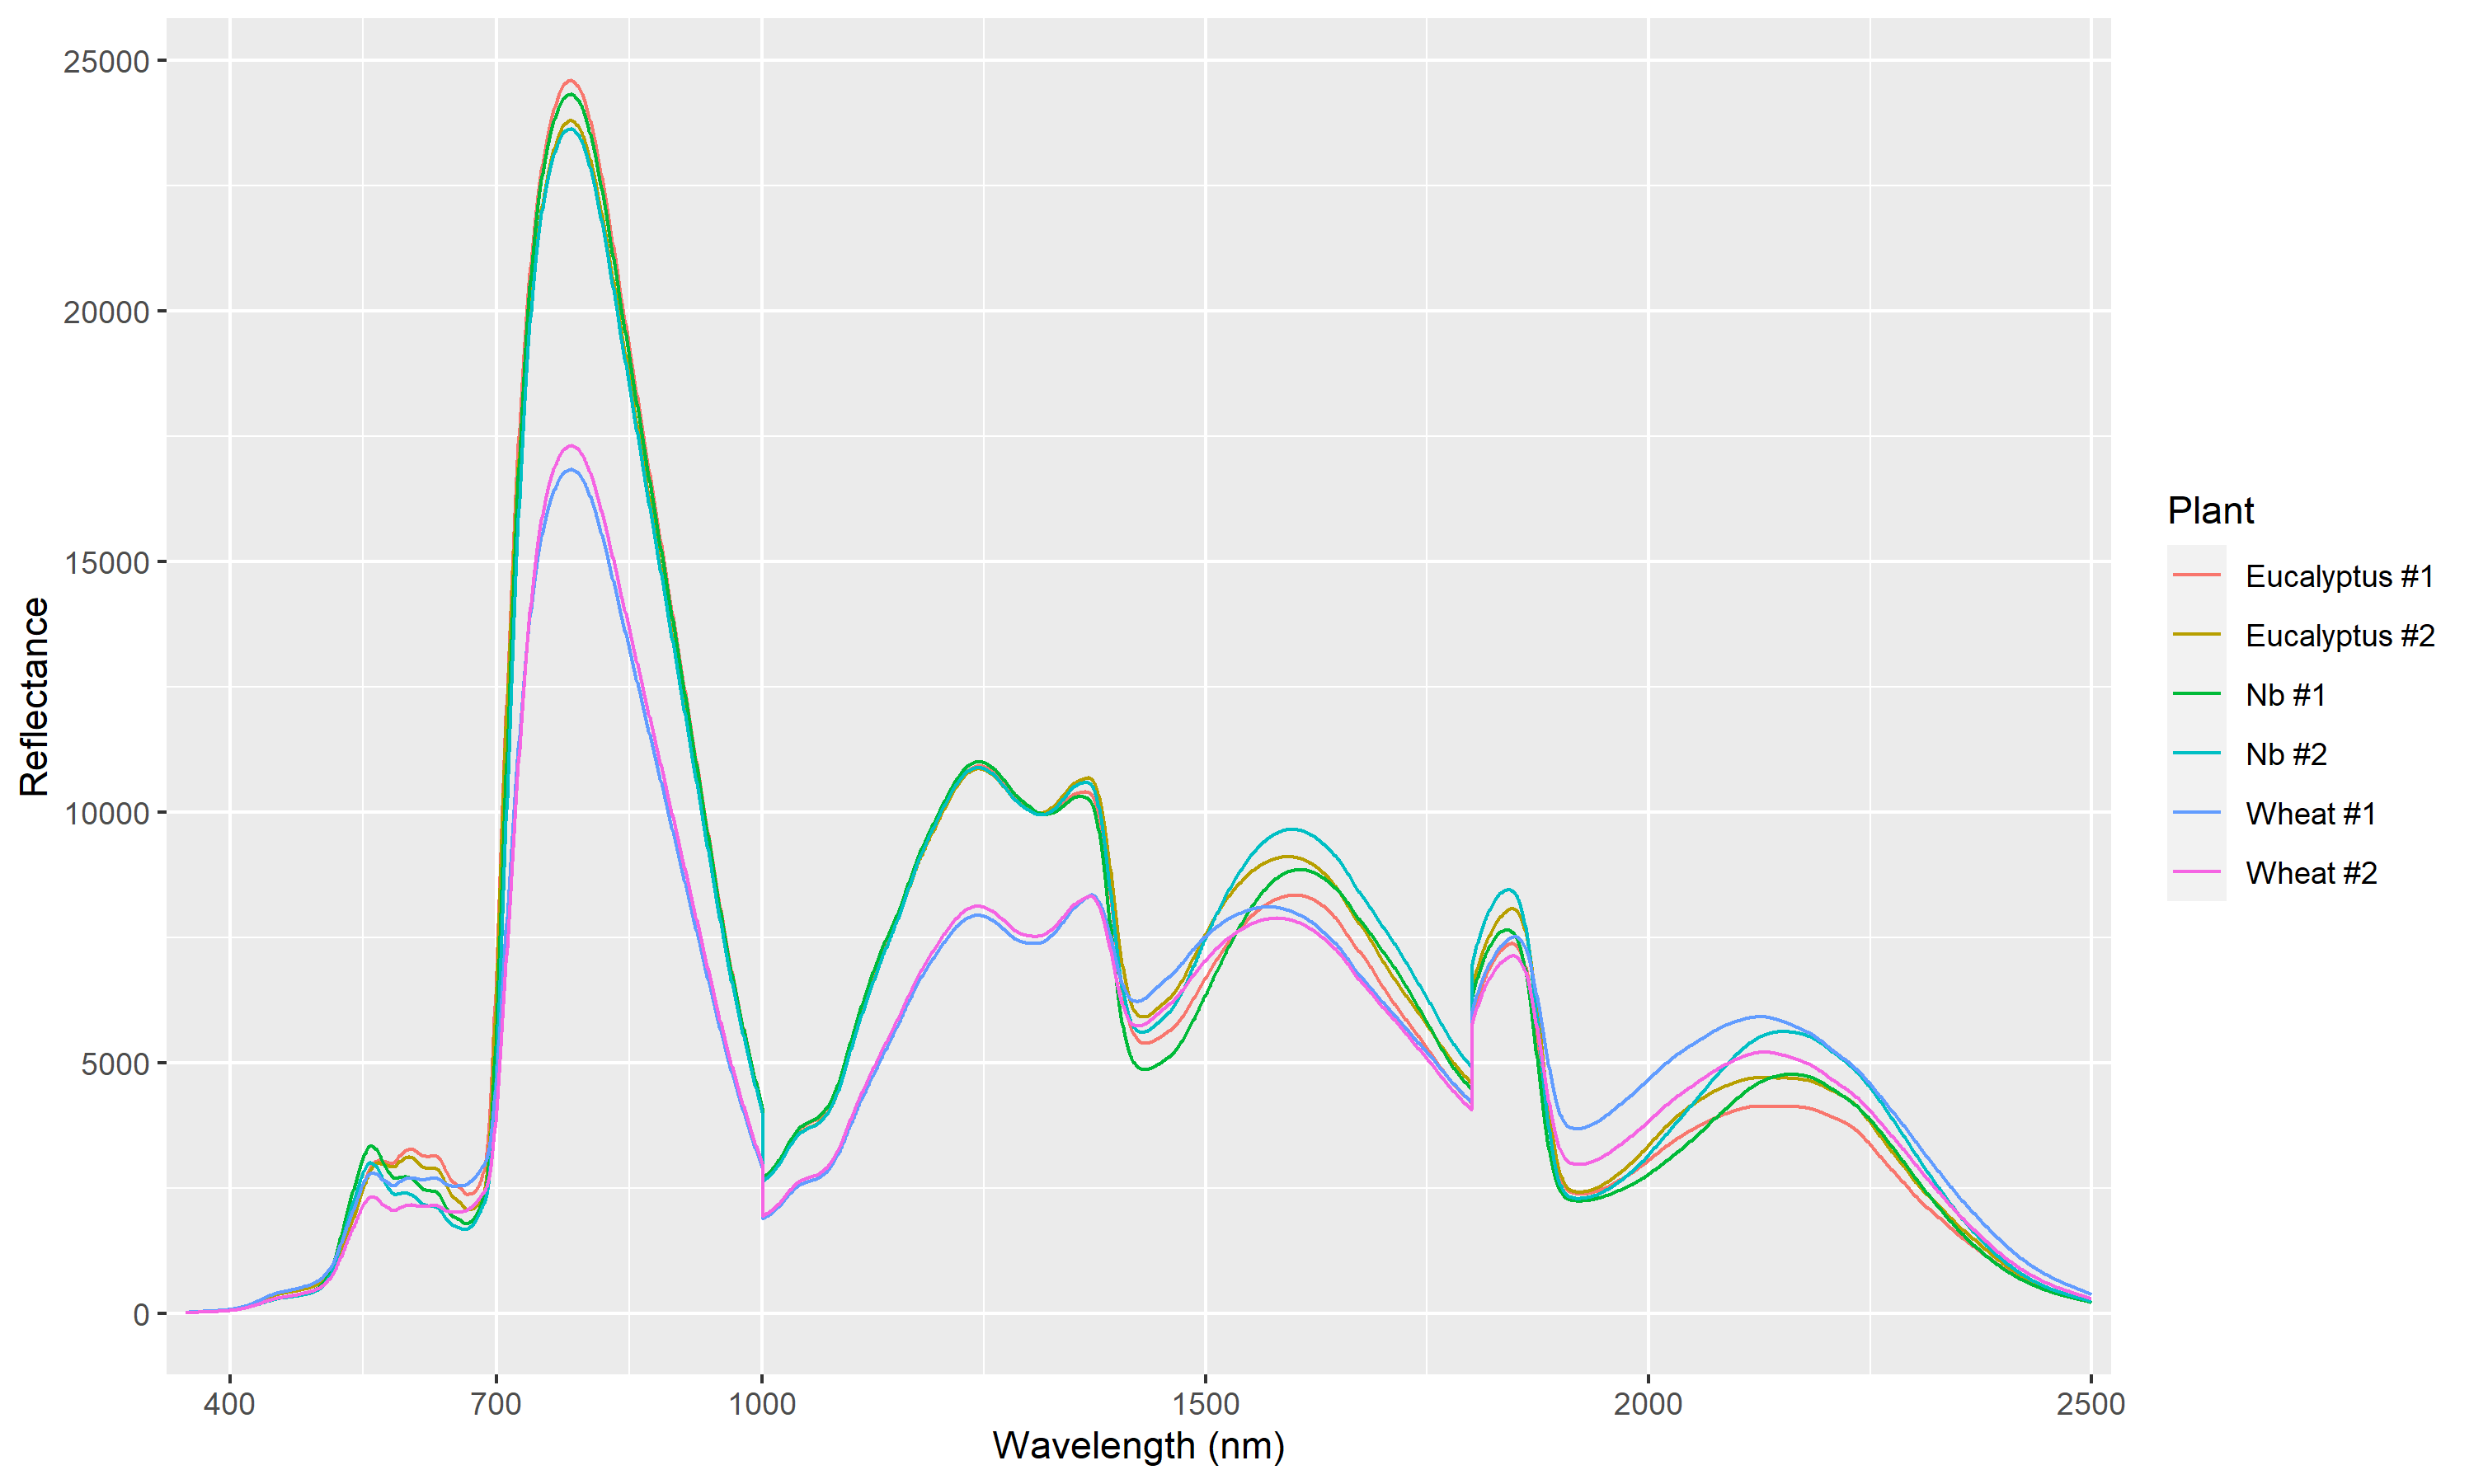 25000
20000
15000
10000
5000
0
Reflectance
400 700 1000 1500 2000 2500
Wavelength (nm)
Plant
Eucalyptus #1
Eucalyptus #2
Nb #1
Nb #2
Wheat #1
Wheat #2